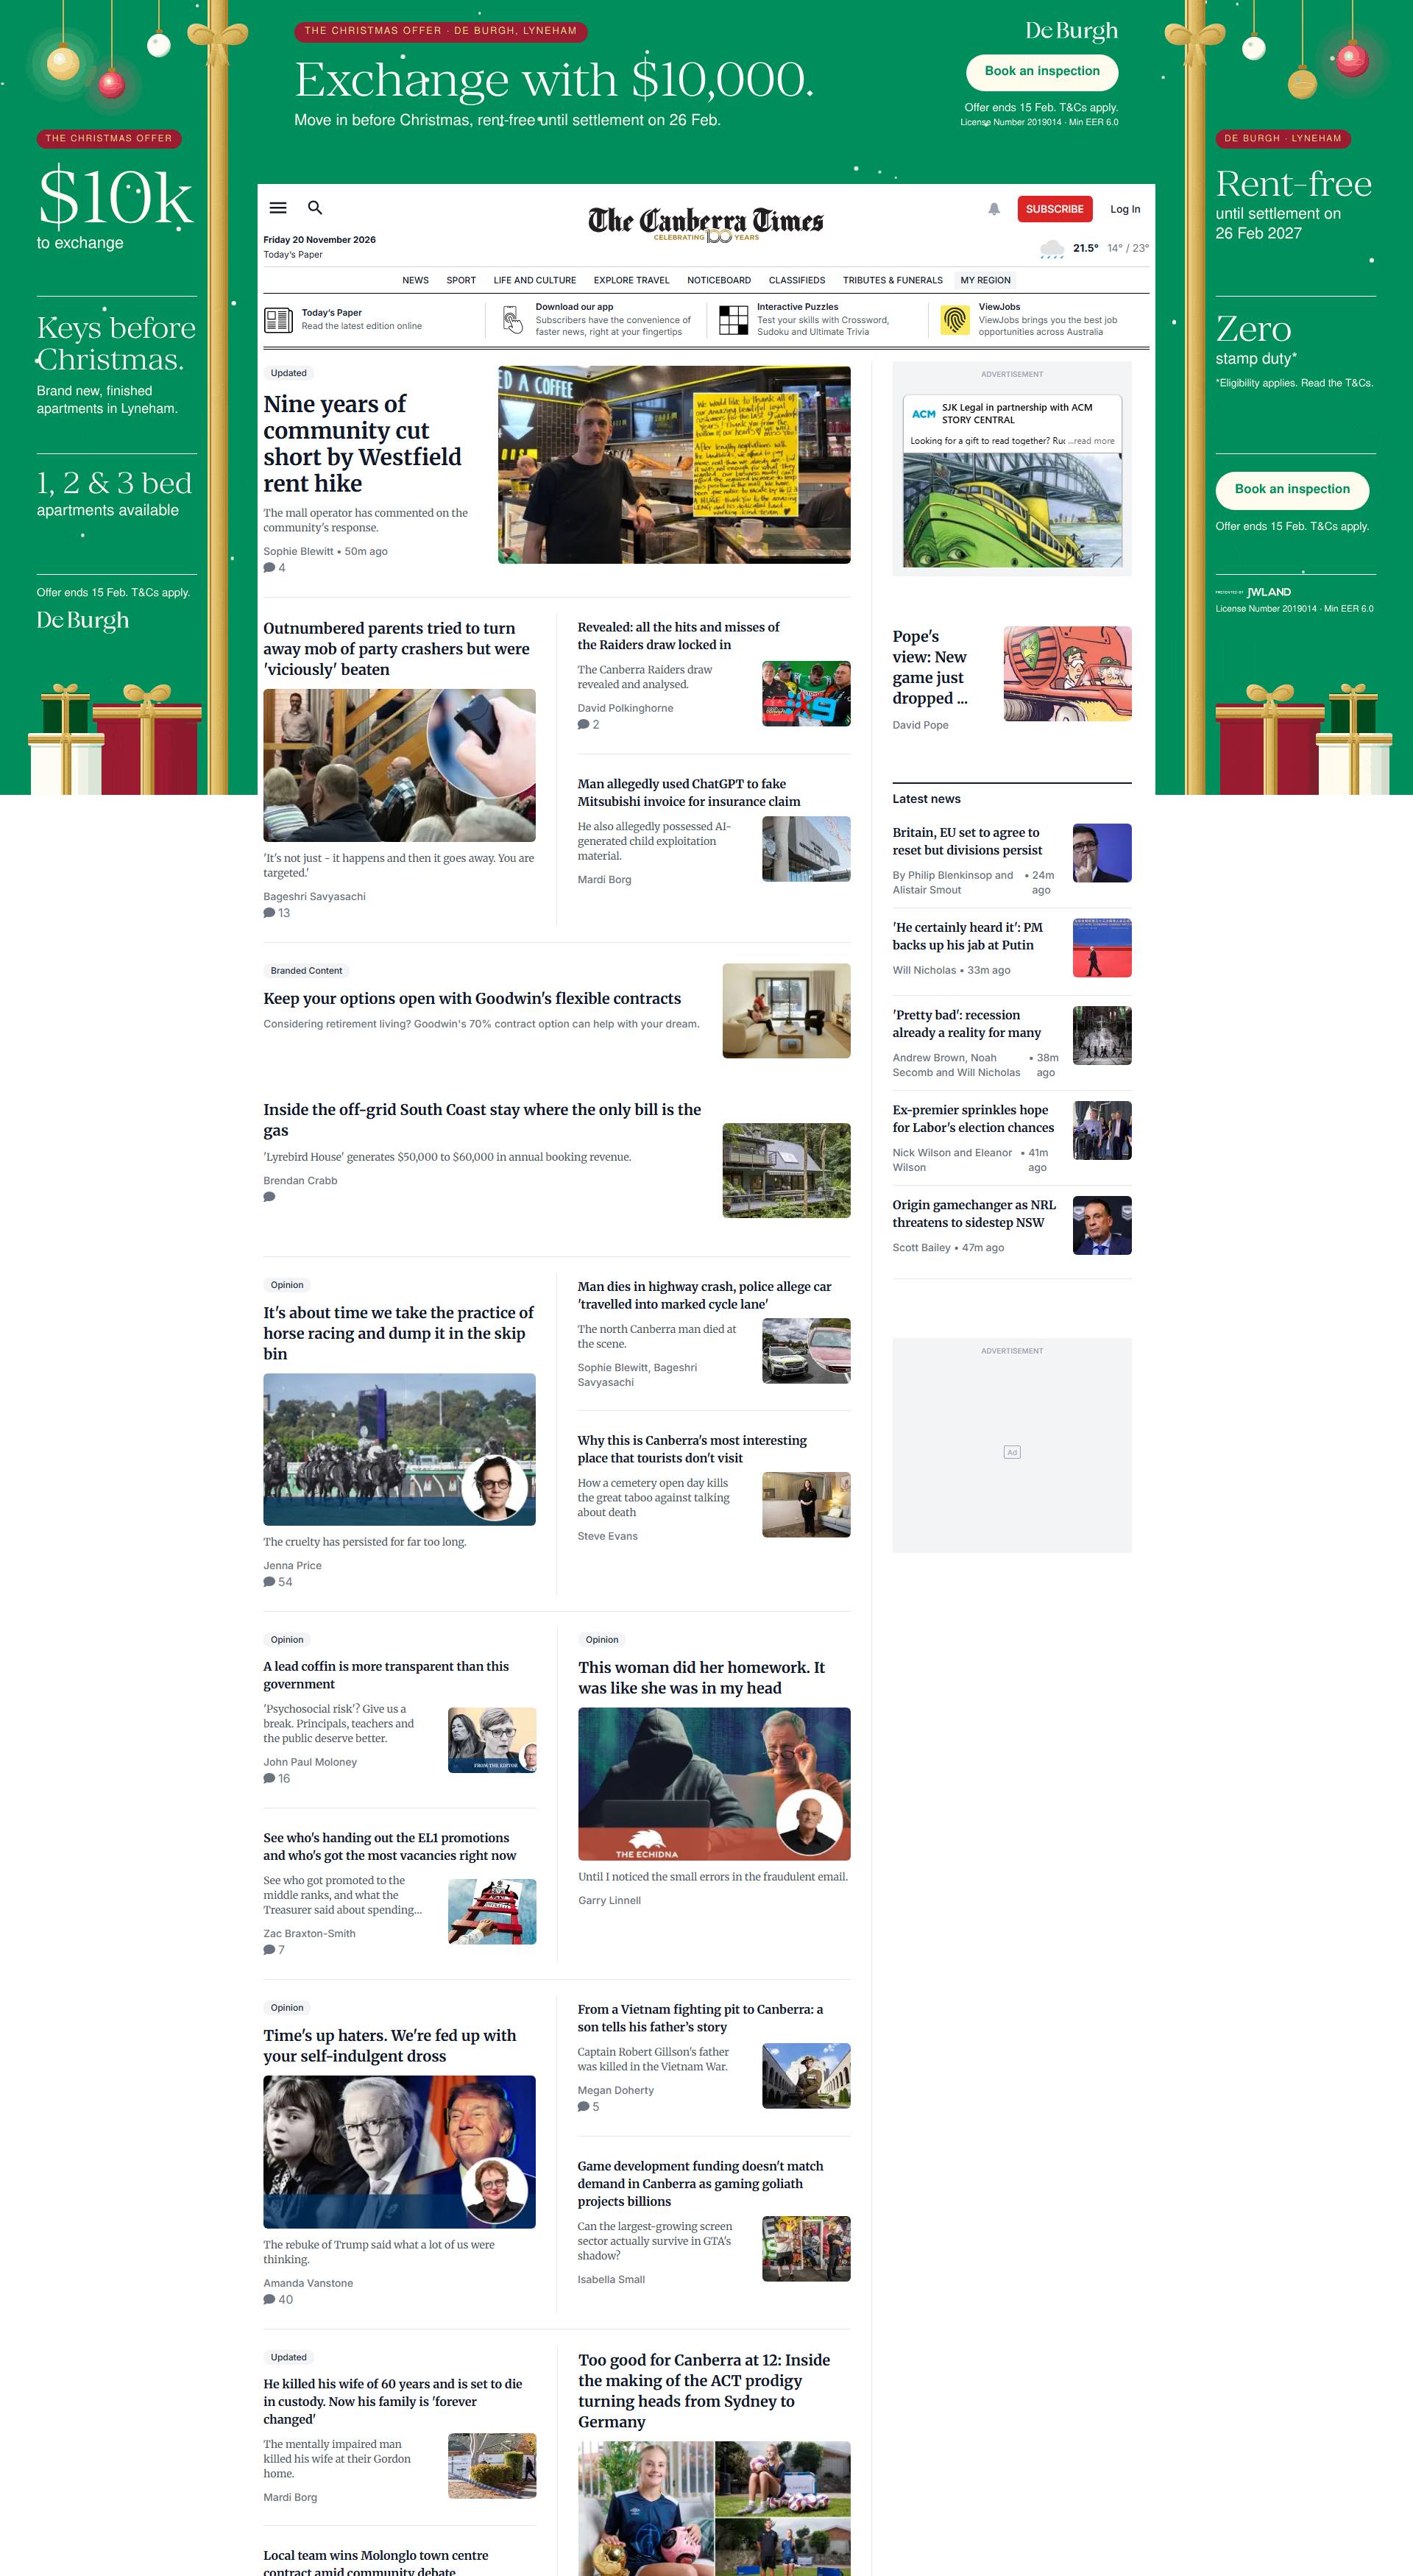 THE CHRISTMAS OFFER · DE BURGH, LYNEHAM
Exchange with $10,000.
Move in before Christmas, rent-free until settlement on 26 Feb.
De Burgh
Book an inspection
Offer ends 15 Feb. T&Cs apply.
License Number 2019014 · Min EER 6.0
THE CHRISTMAS OFFER
$10k
to exchange
Keys before
Christmas.
Brand new, finished
apartments in Lyneham.
1, 2 & 3 bed
apartments available
Offer ends 15 Feb. T&Cs apply.
De Burgh
DE BURGH · LYNEHAM
Rent-free
until settlement on
26 Feb 2027
Zero
stamp duty*
*Eligibility applies. Read the T&Cs.
Book an inspection
Offer ends 15 Feb. T&Cs apply.
PRESENTED BY JWLAND
License Number 2019014 · Min EER 6.0
The Canberra Times
CELEBRATING 100 YEARS
SUBSCRIBE
Log In
Friday 20 November 2026
Today's Paper
21.5° 14° / 23°
NEWS SPORT LIFE AND CULTURE EXPLORE TRAVEL NOTICEBOARD CLASSIFIEDS TRIBUTES & FUNERALS MY REGION
Today's Paper
Read the latest edition online
Download our app
Subscribers have the convenience of
faster news, right at your fingertips
Interactive Puzzles
Test your skills with Crossword,
Sudoku and Ultimate Trivia
ViewJobs
ViewJobs brings you the best job
opportunities across Australia
Updated
Nine years of
community cut
short by Westfield
rent hike
The mall operator has commented on the
community's response.
Sophie Blewitt • 50m ago
4
D A COFFEE
Outnumbered parents tried to turn
away mob of party crashers but were
'viciously' beaten
'It's not just - it happens and then it goes away. You are
targeted.'
Bageshri Savyasachi
13
Revealed: all the hits and misses of
the Raiders draw locked in
The Canberra Raiders draw
revealed and analysed.
David Polkinghorne
2
Man allegedly used ChatGPT to fake
Mitsubishi invoice for insurance claim
He also allegedly possessed AI-
generated child exploitation
material.
Mardi Borg
Branded Content
Keep your options open with Goodwin's flexible contracts
Considering retirement living? Goodwin's 70% contract option can help with your dream.
Inside the off-grid South Coast stay where the only bill is the
gas
'Lyrebird House' generates $50,000 to $60,000 in annual booking revenue.
Brendan Crabb
Opinion
It's about time we take the practice of
horse racing and dump it in the skip
bin
The cruelty has persisted for far too long.
Jenna Price
54
Man dies in highway crash, police allege car
'travelled into marked cycle lane'
The north Canberra man died at
the scene.
Sophie Blewitt, Bageshri
Savyasachi
Why this is Canberra's most interesting
place that tourists don't visit
How a cemetery open day kills
the great taboo against talking
about death
Steve Evans
Opinion
A lead coffin is more transparent than this
government
'Psychosocial risk'? Give us a
break. Principals, teachers and
the public deserve better.
John Paul Moloney
16
FROM THE EDITOR
See who's handing out the EL1 promotions
and who's got the most vacancies right now
See who got promoted to the
middle ranks, and what the
Treasurer said about spending...
Zac Braxton-Smith
7
Opinion
This woman did her homework. It
was like she was in my head
THE ECHIDNA
Until I noticed the small errors in the fraudulent email.
Garry Linnell
Opinion
Time's up haters. We're fed up with
your self-indulgent dross
The rebuke of Trump said what a lot of us were
thinking.
Amanda Vanstone
40
From a Vietnam fighting pit to Canberra: a
son tells his father’s story
Captain Robert Gillson's father
was killed in the Vietnam War.
Megan Doherty
5
Game development funding doesn't match
demand in Canberra as gaming goliath
projects billions
Can the largest-growing screen
sector actually survive in GTA's
shadow?
Isabella Small
Updated
He killed his wife of 60 years and is set to die
in custody. Now his family is 'forever
changed'
The mentally impaired man
killed his wife at their Gordon
home.
Mardi Borg
Local team wins Molonglo town centre
contract amid community debate
Too good for Canberra at 12: Inside
the making of the ACT prodigy
turning heads from Sydney to
Germany
ADVERTISEMENT
ACM
SJK Legal in partnership with ACM
STORY CENTRAL
Looking for a gift to read together? Ruc ...read more
Pope's
view: New
game just
dropped ...
David Pope
Latest news
Britain, EU set to agree to
reset but divisions persist
By Philip Blenkinsop and
Alistair Smout
• 24m
ago
'He certainly heard it': PM
backs up his jab at Putin
Will Nicholas • 33m ago
'Pretty bad': recession
already a reality for many
Andrew Brown, Noah
Secomb and Will Nicholas
• 38m
ago
Ex-premier sprinkles hope
for Labor's election chances
Nick Wilson and Eleanor
Wilson
• 41m
ago
Origin gamechanger as NRL
threatens to sidestep NSW
Scott Bailey • 47m ago
ADVERTISEMENT
Ad